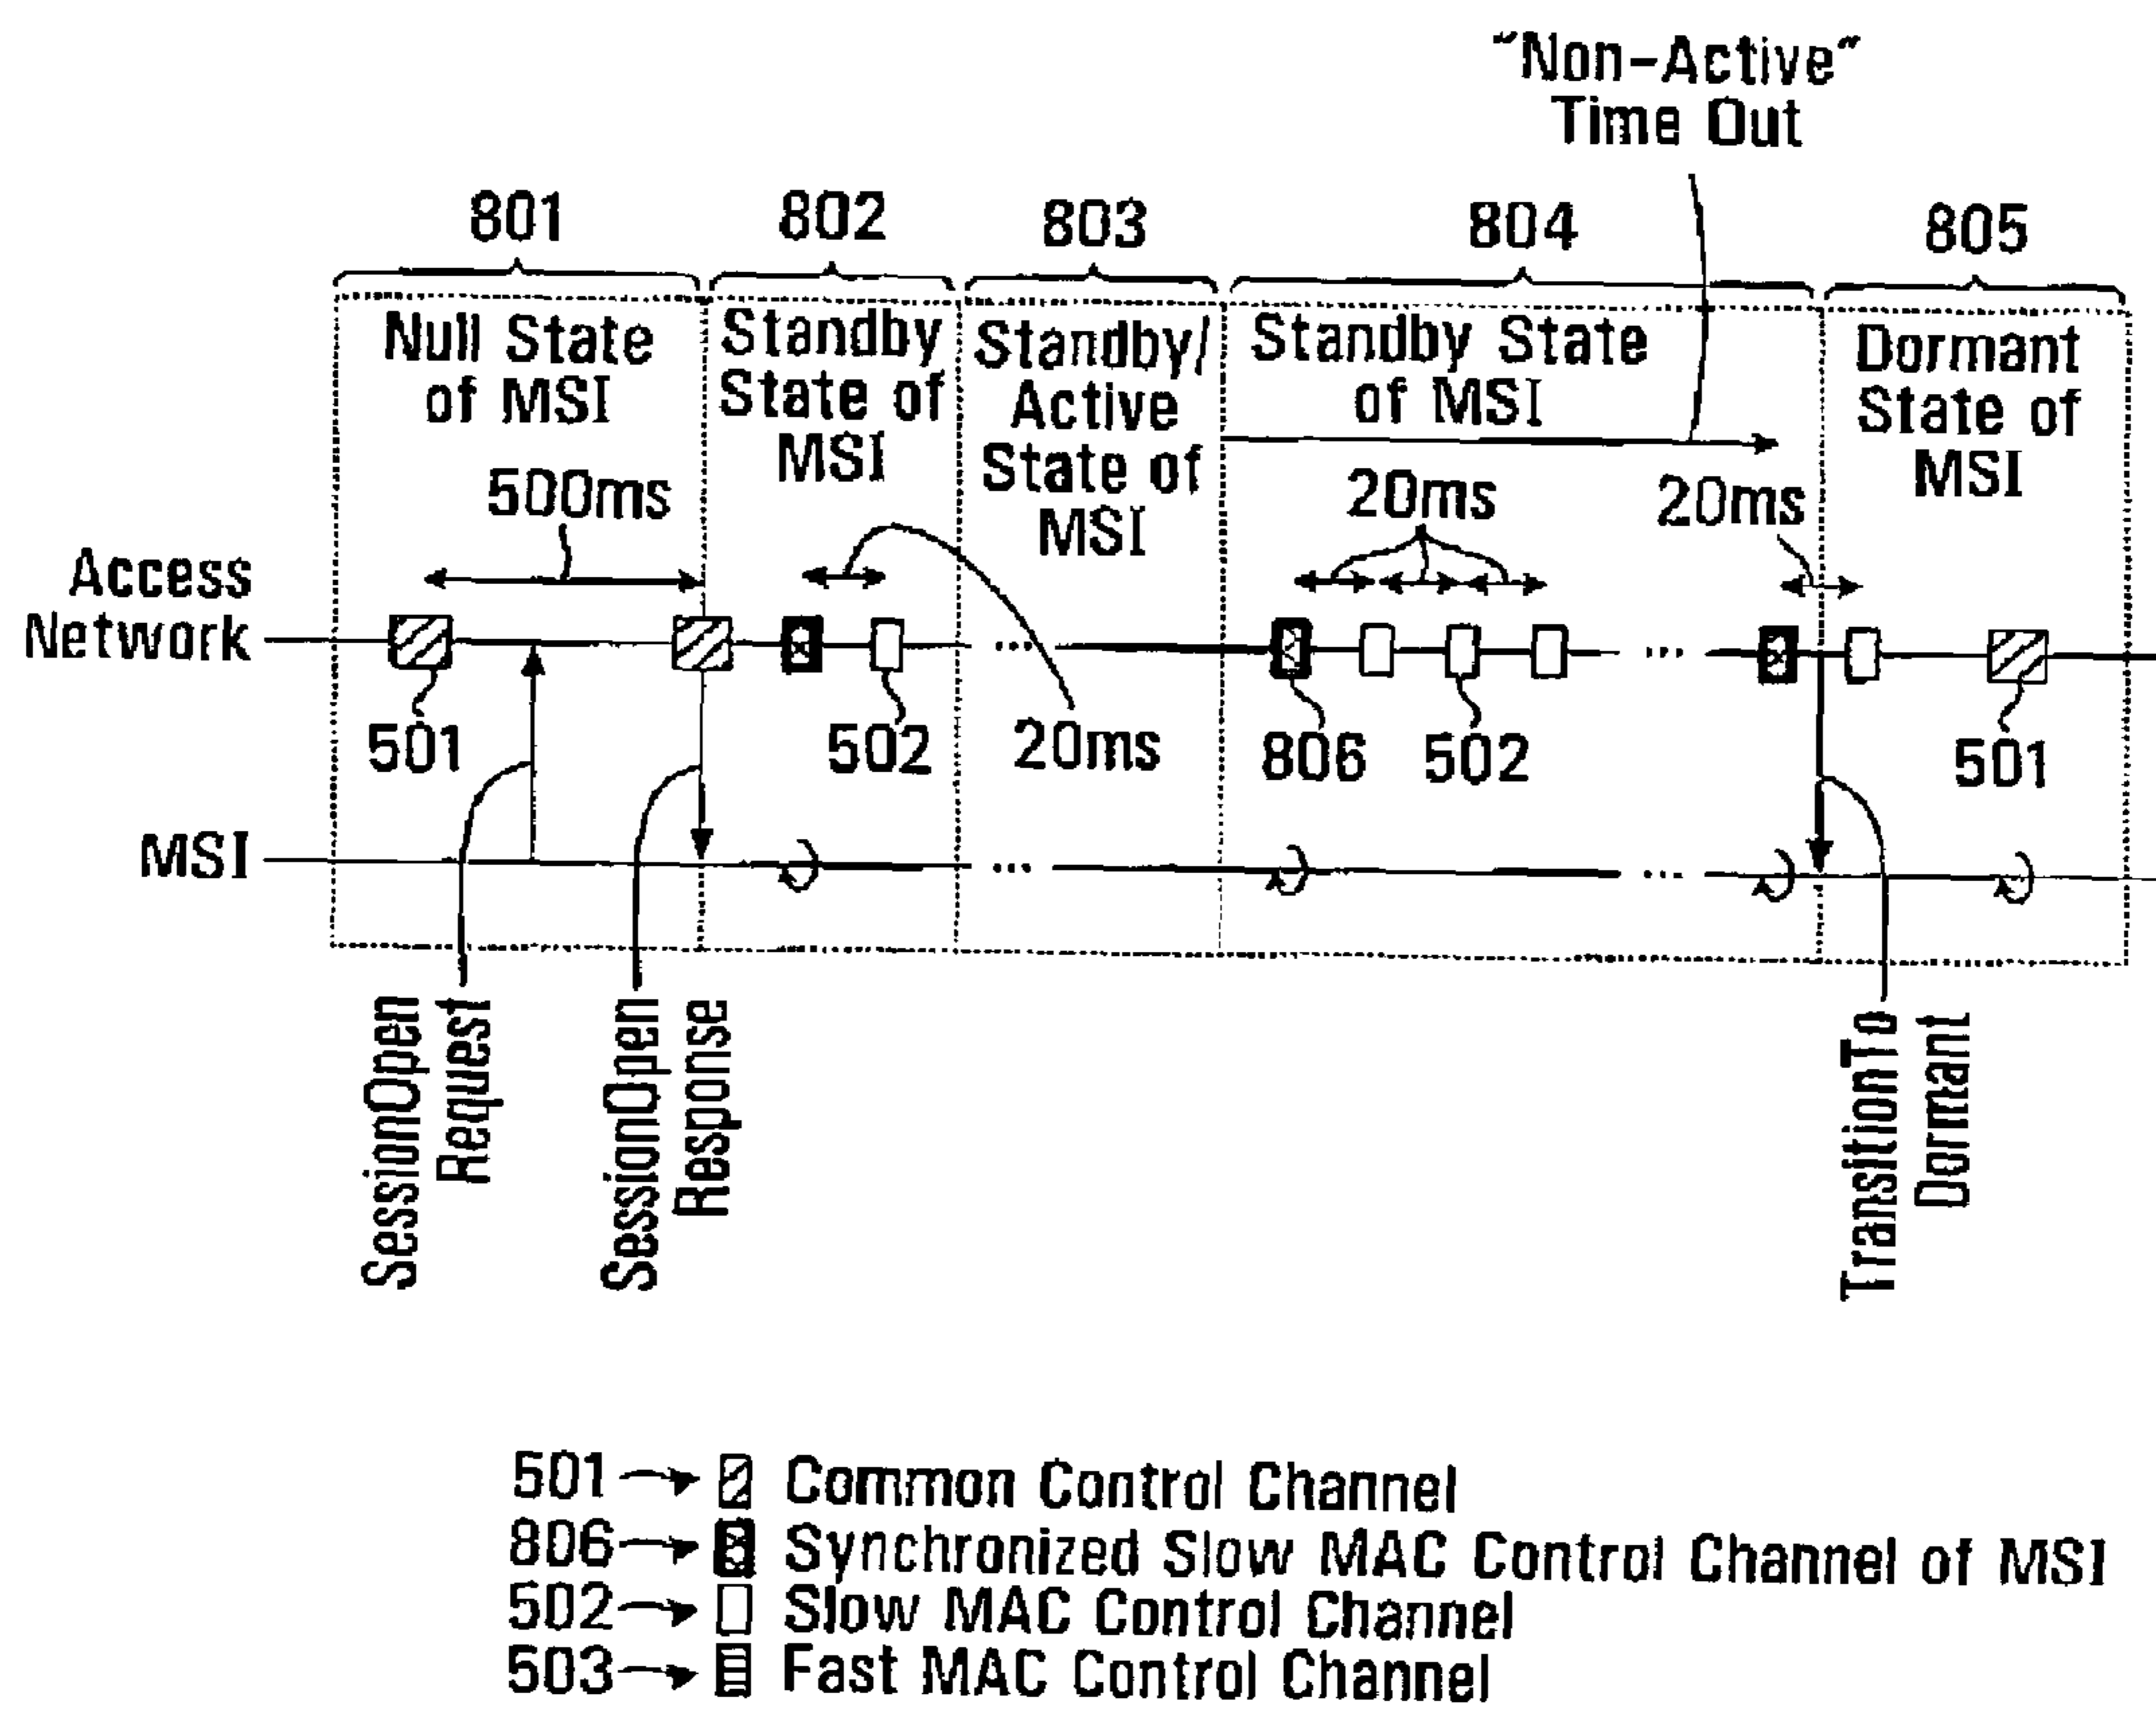 "Non-Active"
Time Out
801
802
803
804
805
Null State
of MSI
Standby
State of
MSI
Standby/
Active
State of
MSI
Standby State
of MSI
Dormant
State of
MSI
500ms
20ms
20ms
Access
Network
501
502
20ms
806
502
501
MSI
SessionOpen
Request
SessionOpen
Response
TransitionTo
Dormant
501 Common Control Channel
806 Synchronized Slow MAC Control Channel of MSI
502 Slow MAC Control Channel
503 Fast MAC Control Channel